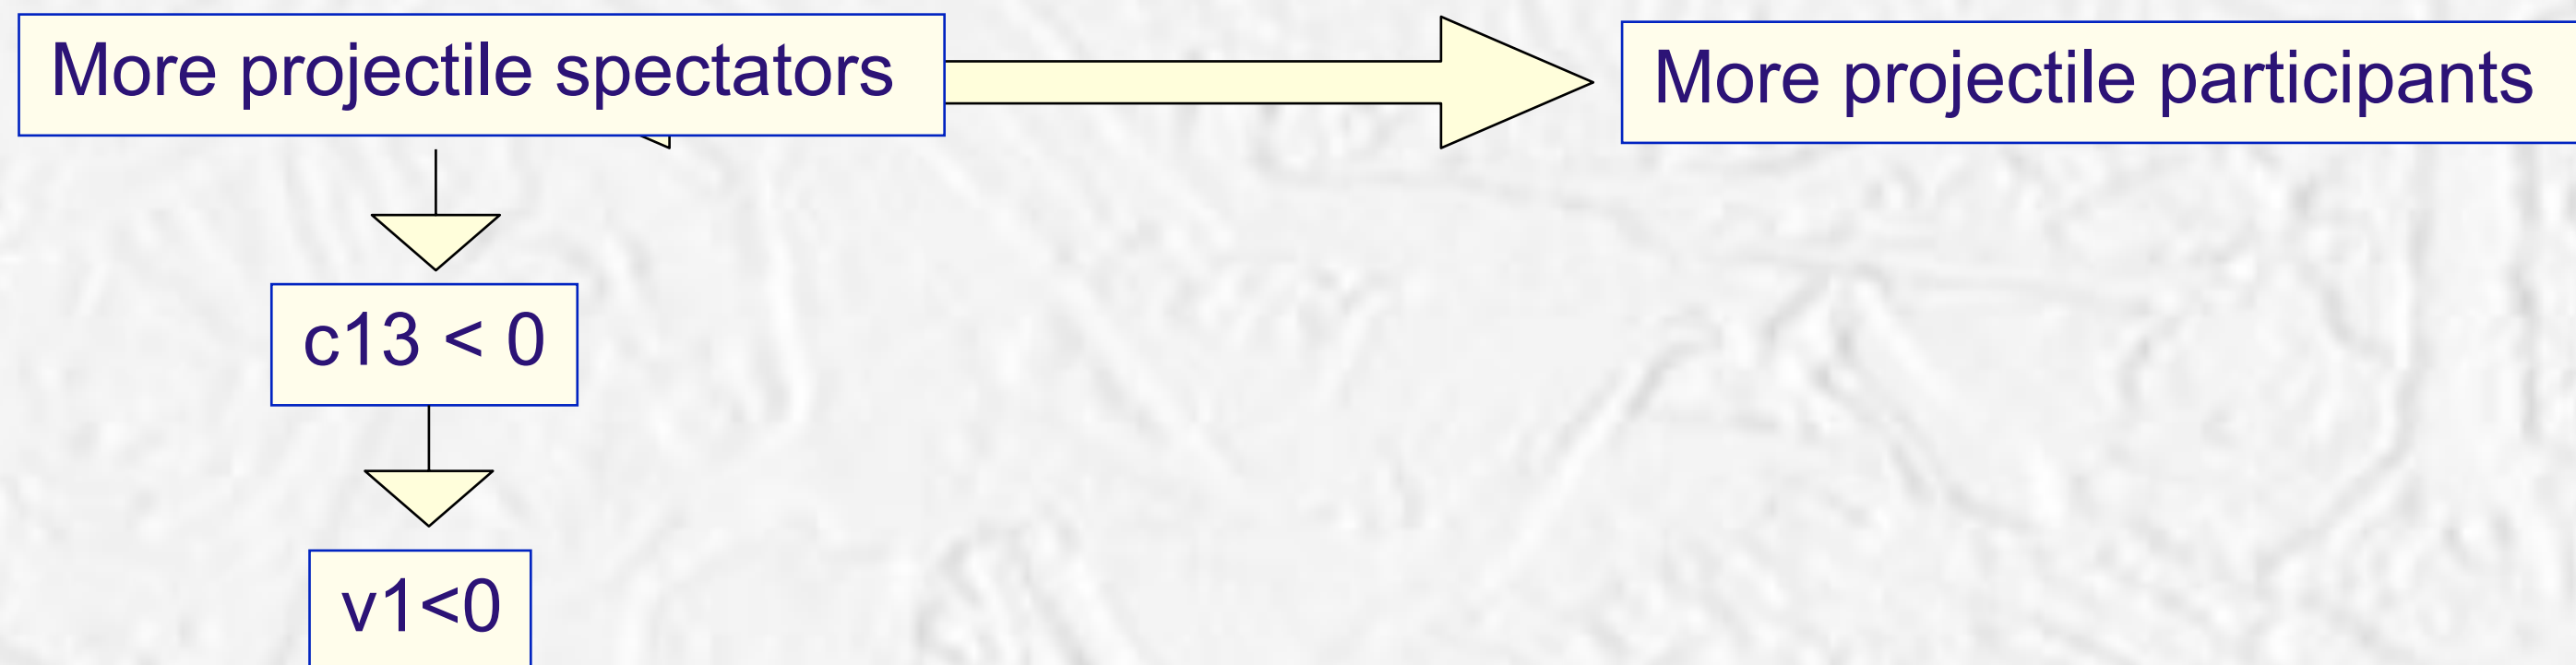 More projectile spectators
More projectile participants
c13 < 0
v1<0